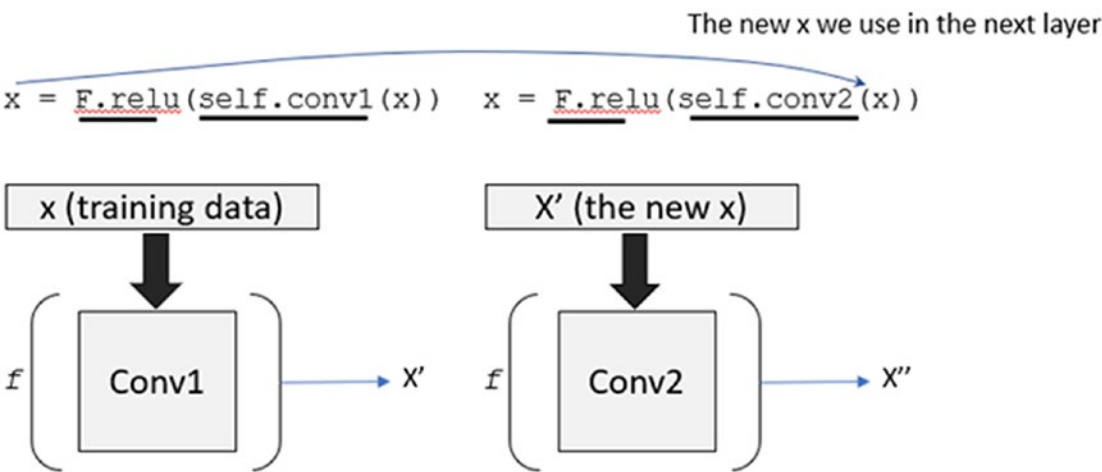 The new x we use in the next layer
x = F.relu(self.conv1(x)) x = F.relu(self.conv2(x))
x (training data) X’ (the new x)
f Conv1 X’ f Conv2 X’’